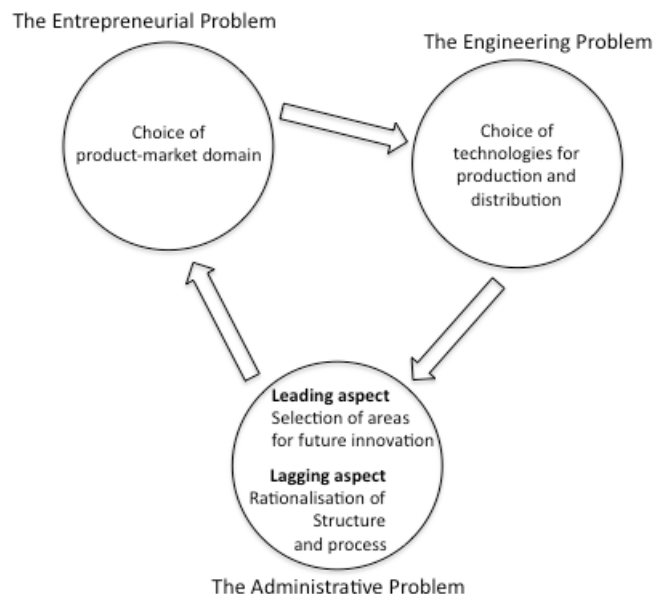 The Entrepreneurial Problem
Choice of
product-market domain
The Engineering Problem
Choice of
technologies for
production and
distribution
Leading aspect
Selection of areas
for future innovation
Lagging aspect
Rationalisation of
Structure
and process
The Administrative Problem